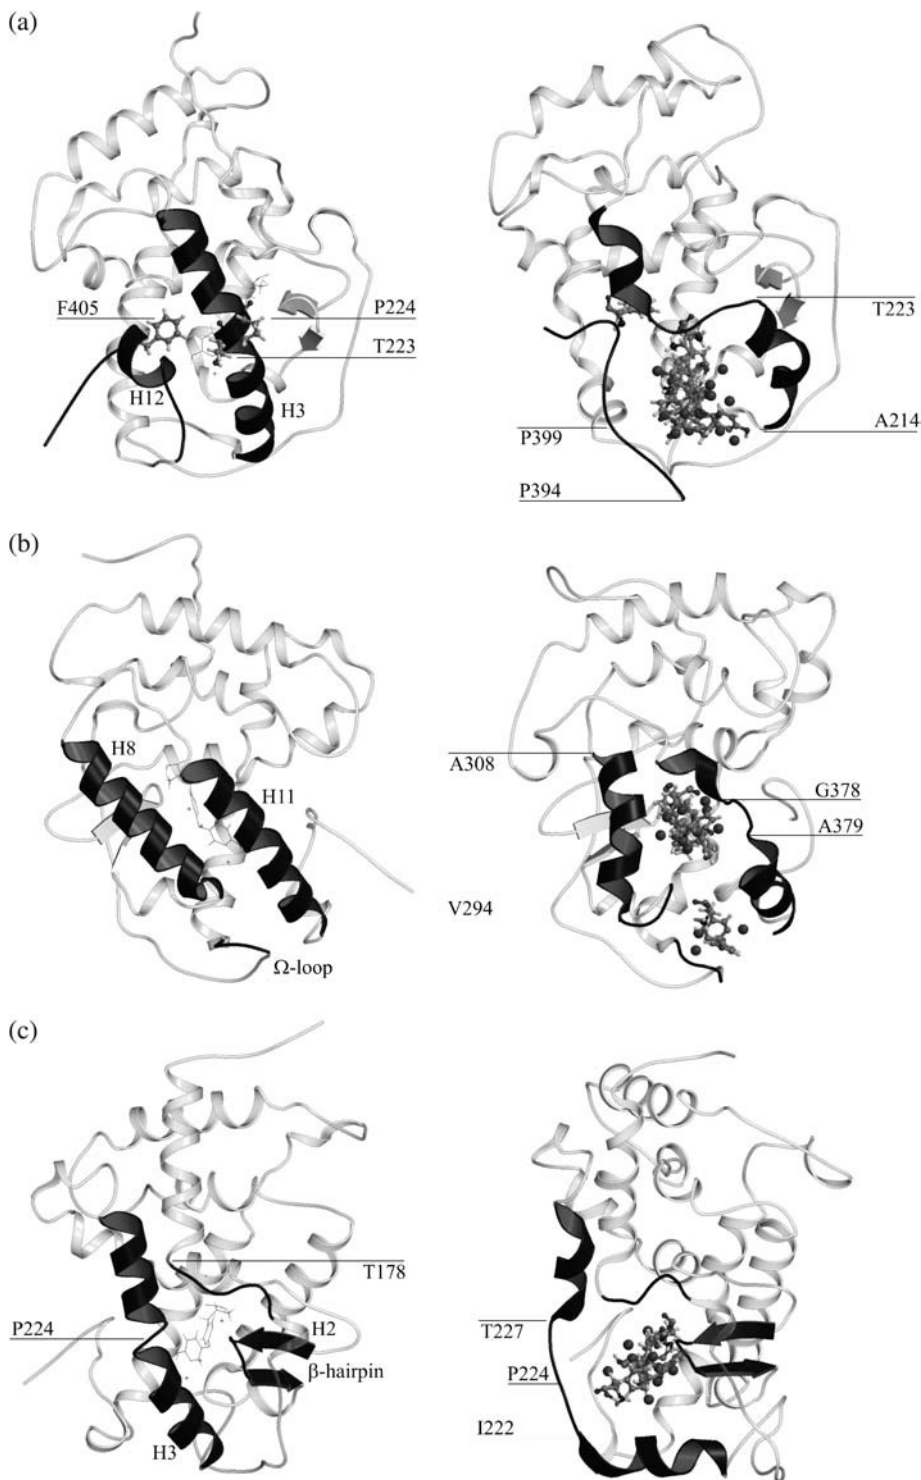 (a)
F405
P224
T223
H12
H3
T223
P399
A214
P394
(b)
H8
H11
Ω-loop
A308
G378
A379
V294
(c)
T178
P224
H2
β-hairpin
H3
T227
P224
I222